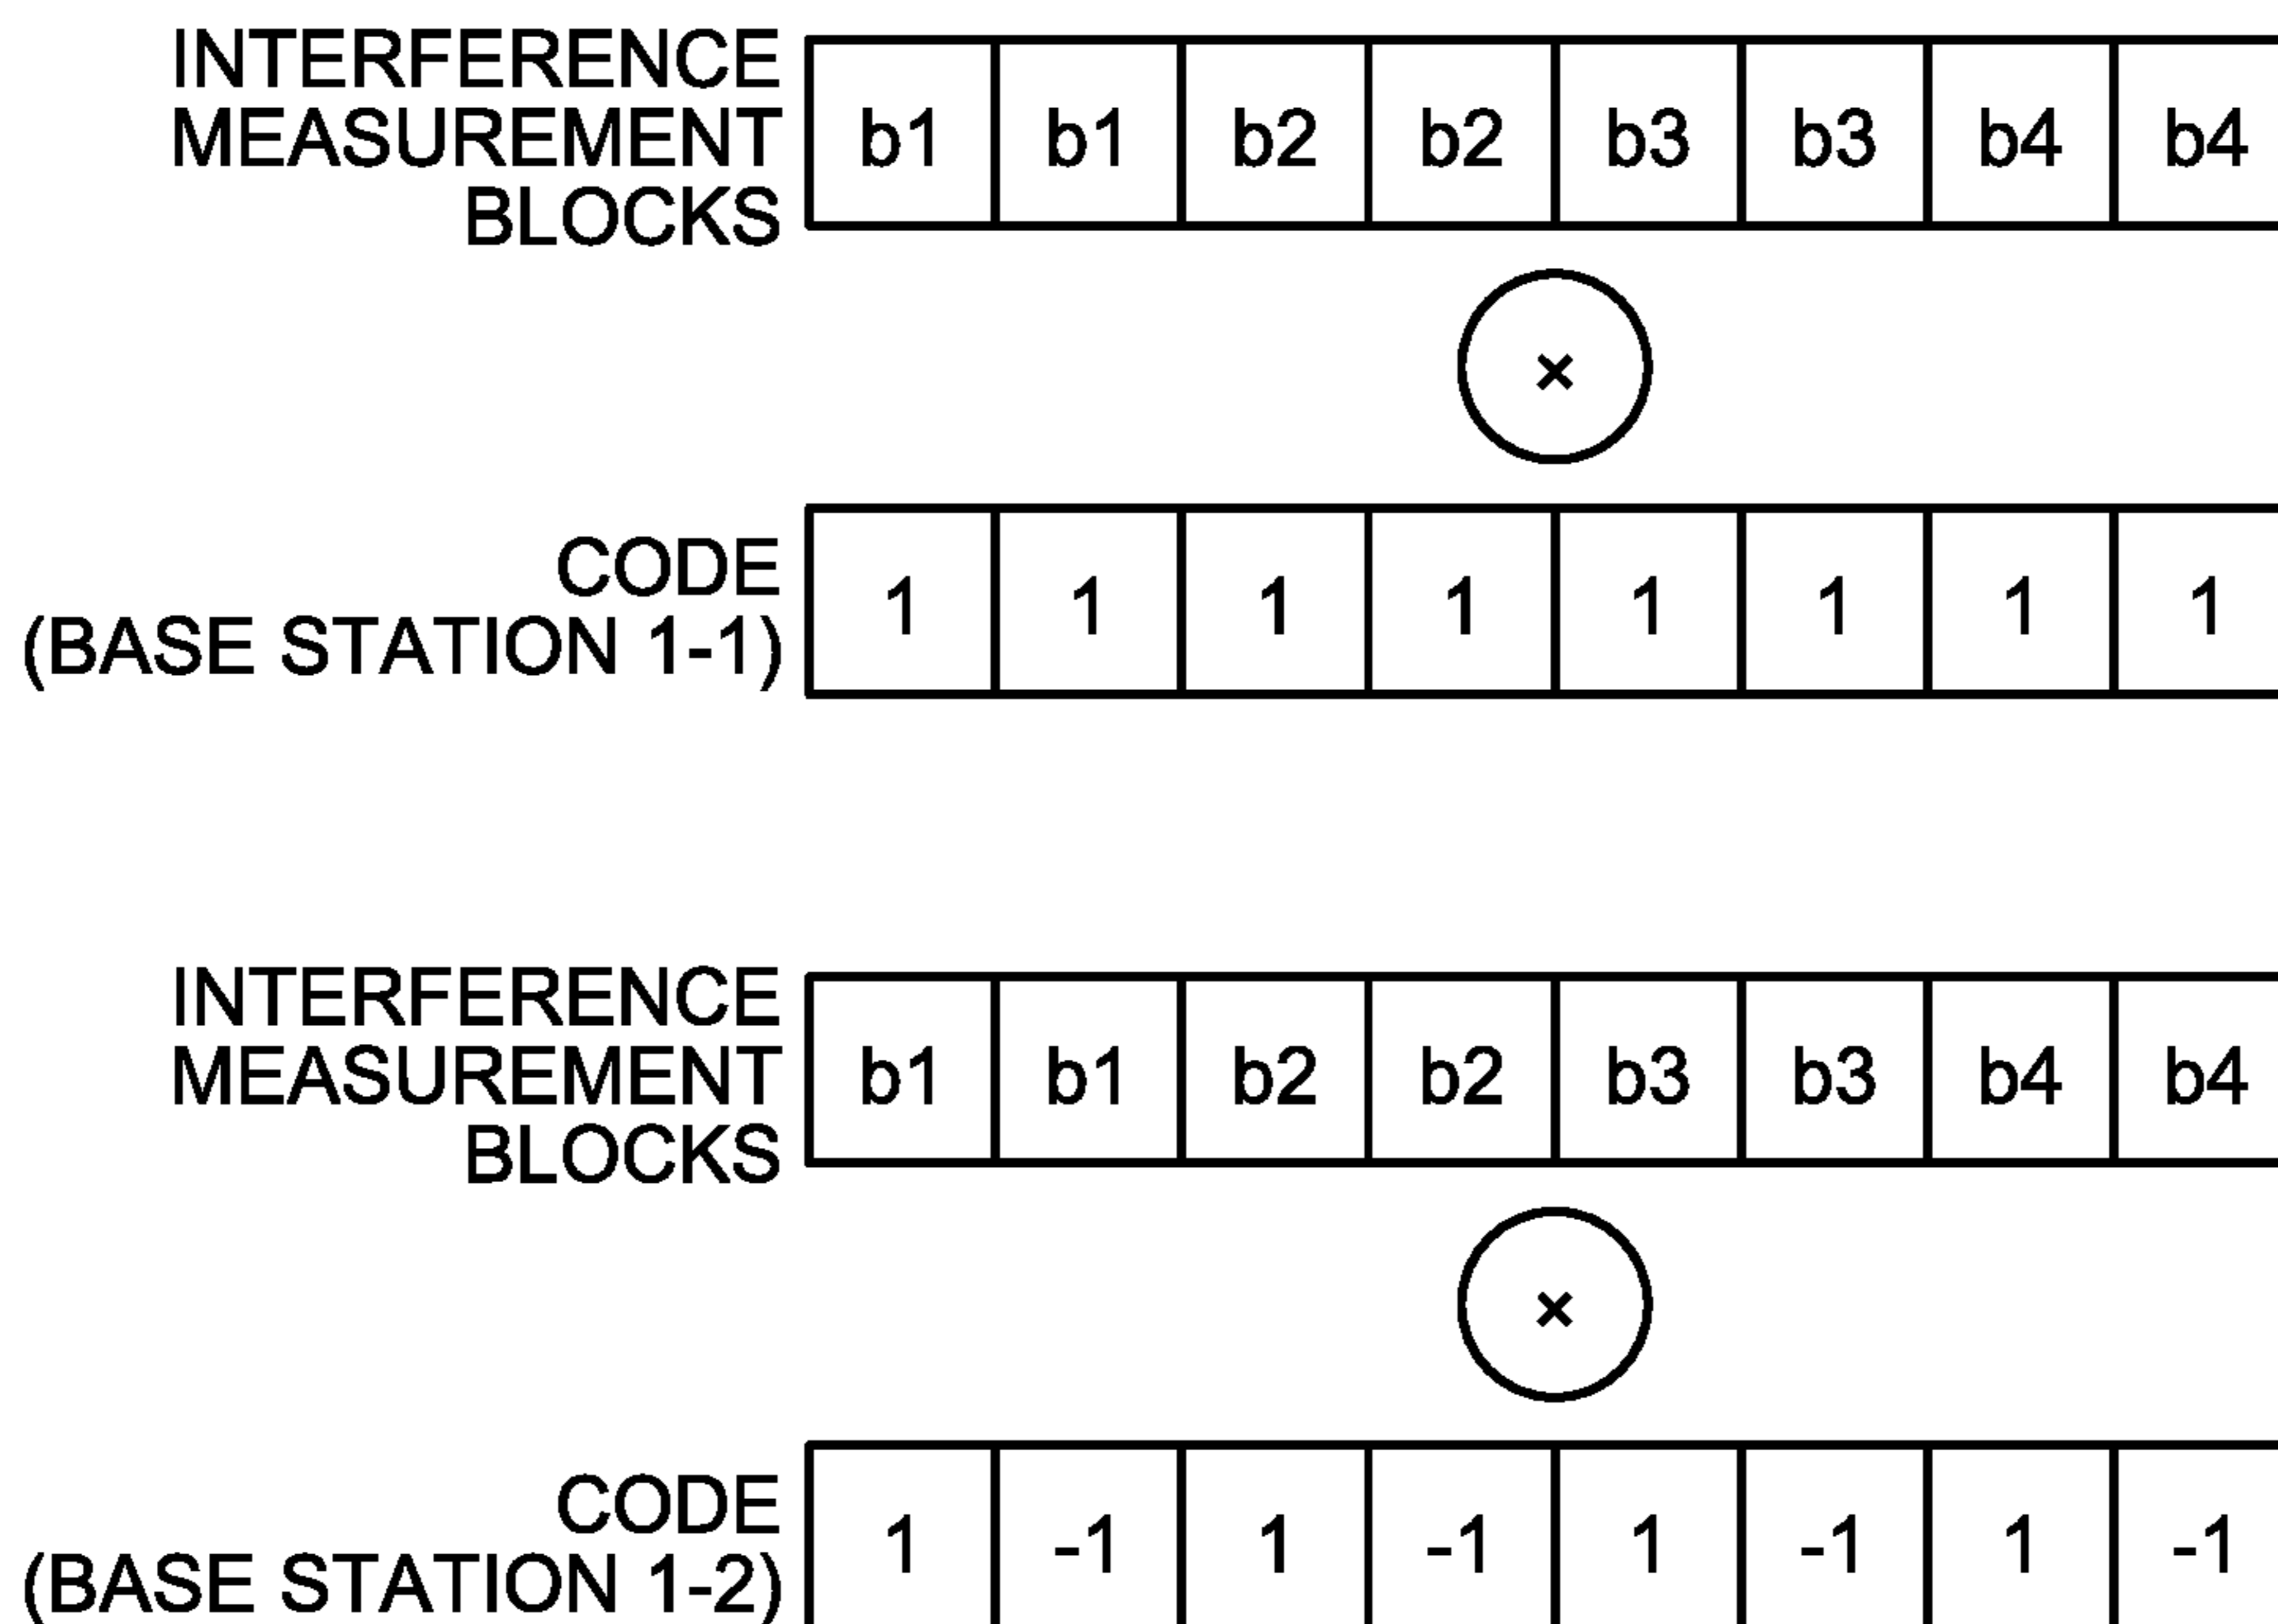 INTERFERENCE
MEASUREMENT
BLOCKS
b1 b1 b2 b2 b3 b3 b4 b4
×
CODE
(BASE STATION 1-1)
1 1 1 1 1 1 1 1
INTERFERENCE
MEASUREMENT
BLOCKS
b1 b1 b2 b2 b3 b3 b4 b4
×
CODE
(BASE STATION 1-2)
1 -1 1 -1 1 -1 1 -1